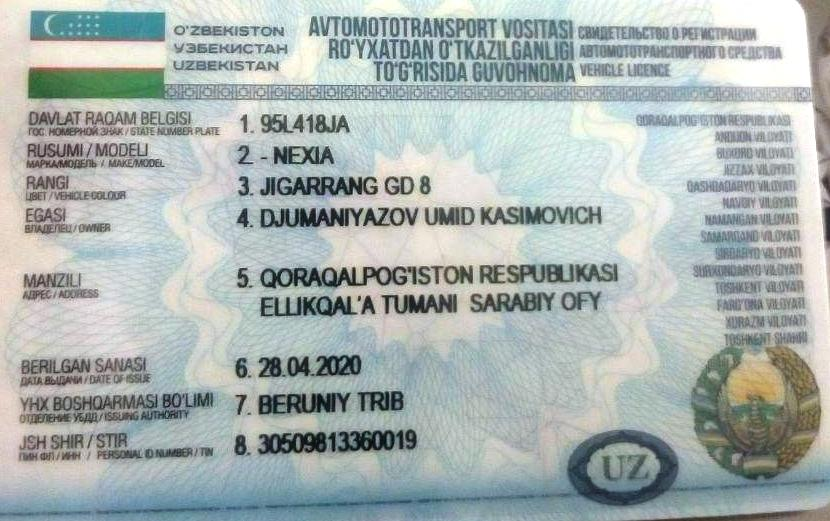 O'ZBEKISTON
УЗБЕКИСТАН
UZBEKISTAN
AVTOMOTOTRANSPORT VOSITASI
RO'YXATDAN O'TKAZILGANLIGI
TO'G'RISIDA GUVOHNOMA
СВИДЕТЕЛЬСТВО О РЕГИСТРАЦИИ
АВТОМОТОТРАНСПОРТНОГО СРЕДСТВА
VEHICLE LICENCE
DAVLAT RAQAM BELGISI
ГОС. НОМЕРНОЙ ЗНАК / STATE NUMBER PLATE
1. 95L418JA
RUSUMI / MODELI
МАРКА/МОДЕЛЬ / MAKE/MODEL
2. - NEXIA
RANGI
ЦВЕТ / VEHICLE COLOUR
3. JIGARRANG GD 8
EGASI
ВЛАДЕЛЕЦ / OWNER
4. DJUMANIYAZOV UMID KASIMOVICH
MANZILI
АДРЕС / ADDRESS
5. QORAQALPOG'ISTON RESPUBLIKASI
ELLIKQAL'A TUMANI SARABIY OFY
BERILGAN SANASI
ДАТА ВЫДАЧИ / DATE OF ISSUE
6. 28.04.2020
YHX BOSHQARMASI BO'LIMI
ОТДЕЛЕНИЕ УБДД / ISSUING AUTHORITY
7. BERUNIY TRIB
JSH SHIR / STIR
ПИН ФЛ / ИНН / PERSONAL ID NUMBER / TIN
8. 30509813360019
QORAQALPOG'ISTON RESPUBLIKASI
ANDIJON VILOYATI
BUXORO VILOYATI
JIZZAX VILOYATI
QASHQADARYO VILOYATI
NAVOIY VILOYATI
NAMANGAN VILOYATI
SAMARQAND VILOYATI
SIRDARYO VILOYATI
SURXONDARYO VILOYATI
TOSHKENT VILOYATI
FARG'ONA VILOYATI
XORAZM VILOYATI
TOSHKENT SHAHRI
UZ